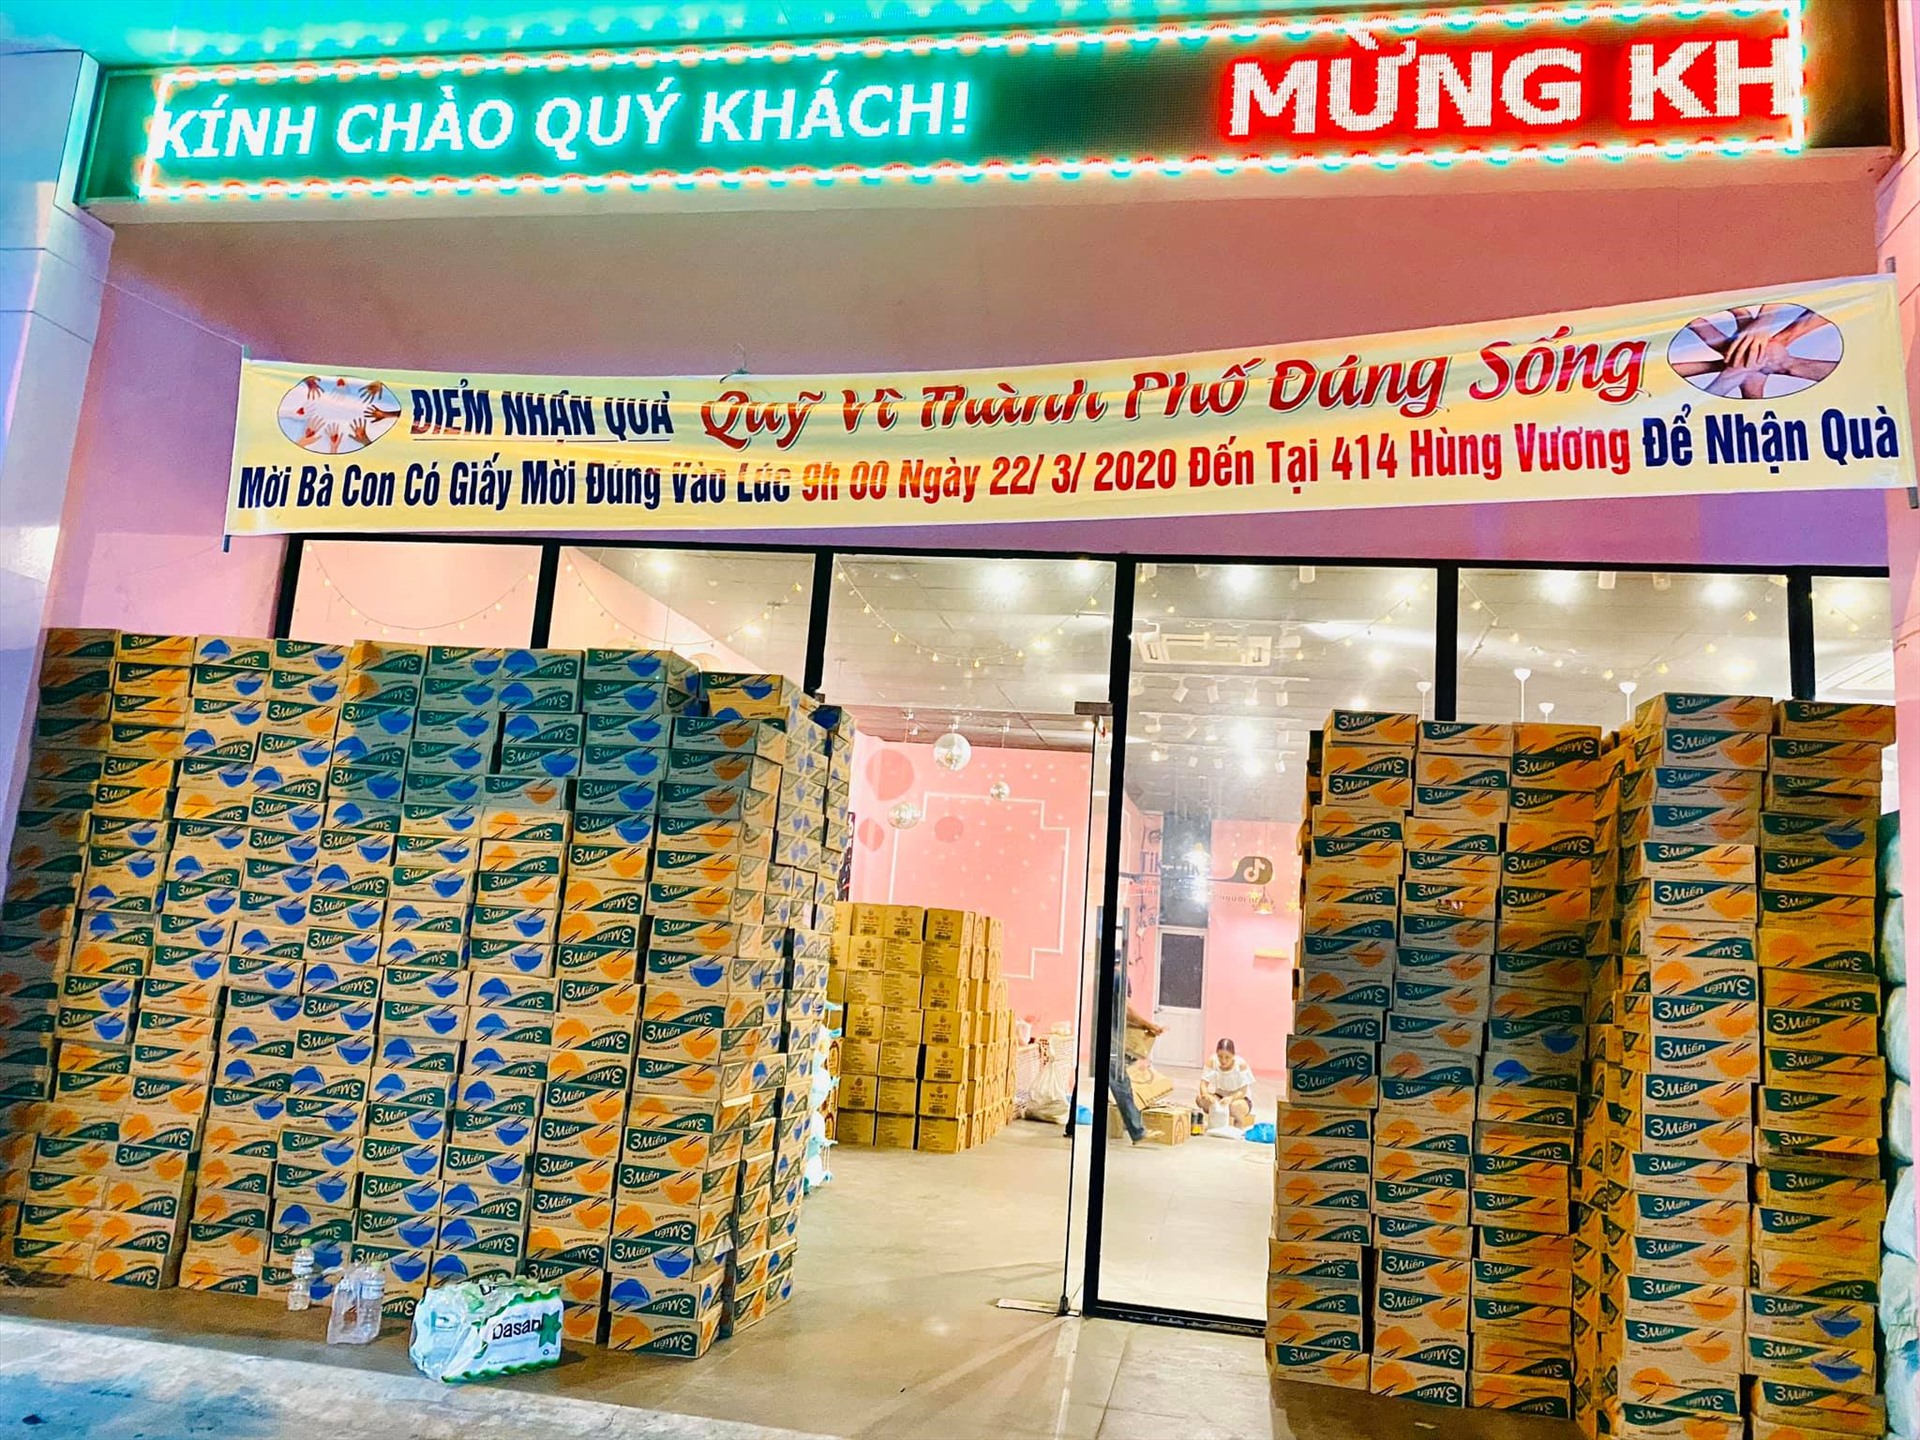 KÍNH CHÀO QUÝ KHÁCH! MỪNG KH
ĐIỂM NHẬN QUÀ Quỹ Vì Thành Phố Đáng Sống
Mời Bà Con Có Giấy Mời Đúng Vào Lúc 9h 00 Ngày 22/ 3/ 2020 Đến Tại 414 Hùng Vương Để Nhận Quà
3 Miền
Dasani